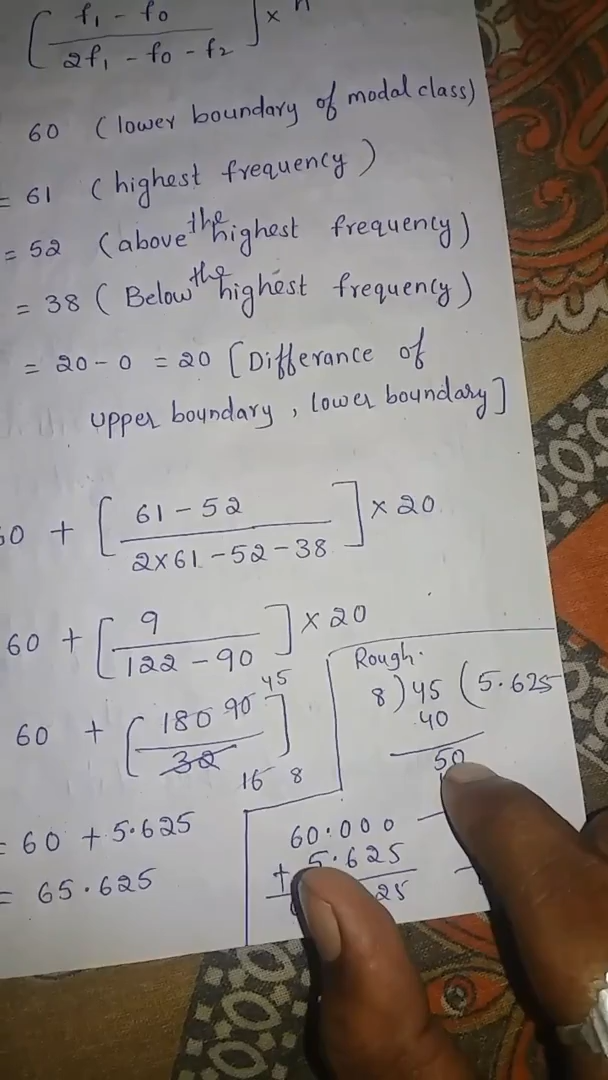 [ f₁ - f₀ / 2f₁ - f₀ - f₂ ] × h
60 (lower boundary of modal class)
= 61 (highest frequency)
= 52 (above the highest frequency)
= 38 (Below the highest frequency)
= 20 - 0 = 20 [Differance of
upper boundary, lower boundary]
60 + [ 61 - 52 / 2×61 - 52 - 38 ] × 20
60 + [ 9 / 122 - 90 ] × 20
60 + [ 180 90 45 / 32 16 8 ]
= 60 + 5.625
= 65.625
Rough.
8 ) 45 ( 5.625
40
50
60.000
+ 5.625
25